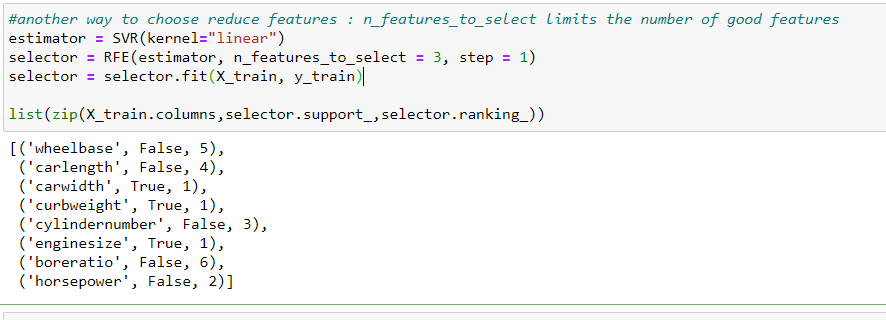 #another way to choose reduce features : n_features_to_select limits the number of good features
estimator = SVR(kernel="linear")
selector = RFE(estimator, n_features_to_select = 3, step = 1)
selector = selector.fit(X_train, y_train)
list(zip(X_train.columns,selector.support_,selector.ranking_))
[('wheelbase', False, 5),
('carlength', False, 4),
('carwidth', True, 1),
('curbweight', True, 1),
('cylindernumber', False, 3),
('enginesize', True, 1),
('boreratio', False, 6),
('horsepower', False, 2)]